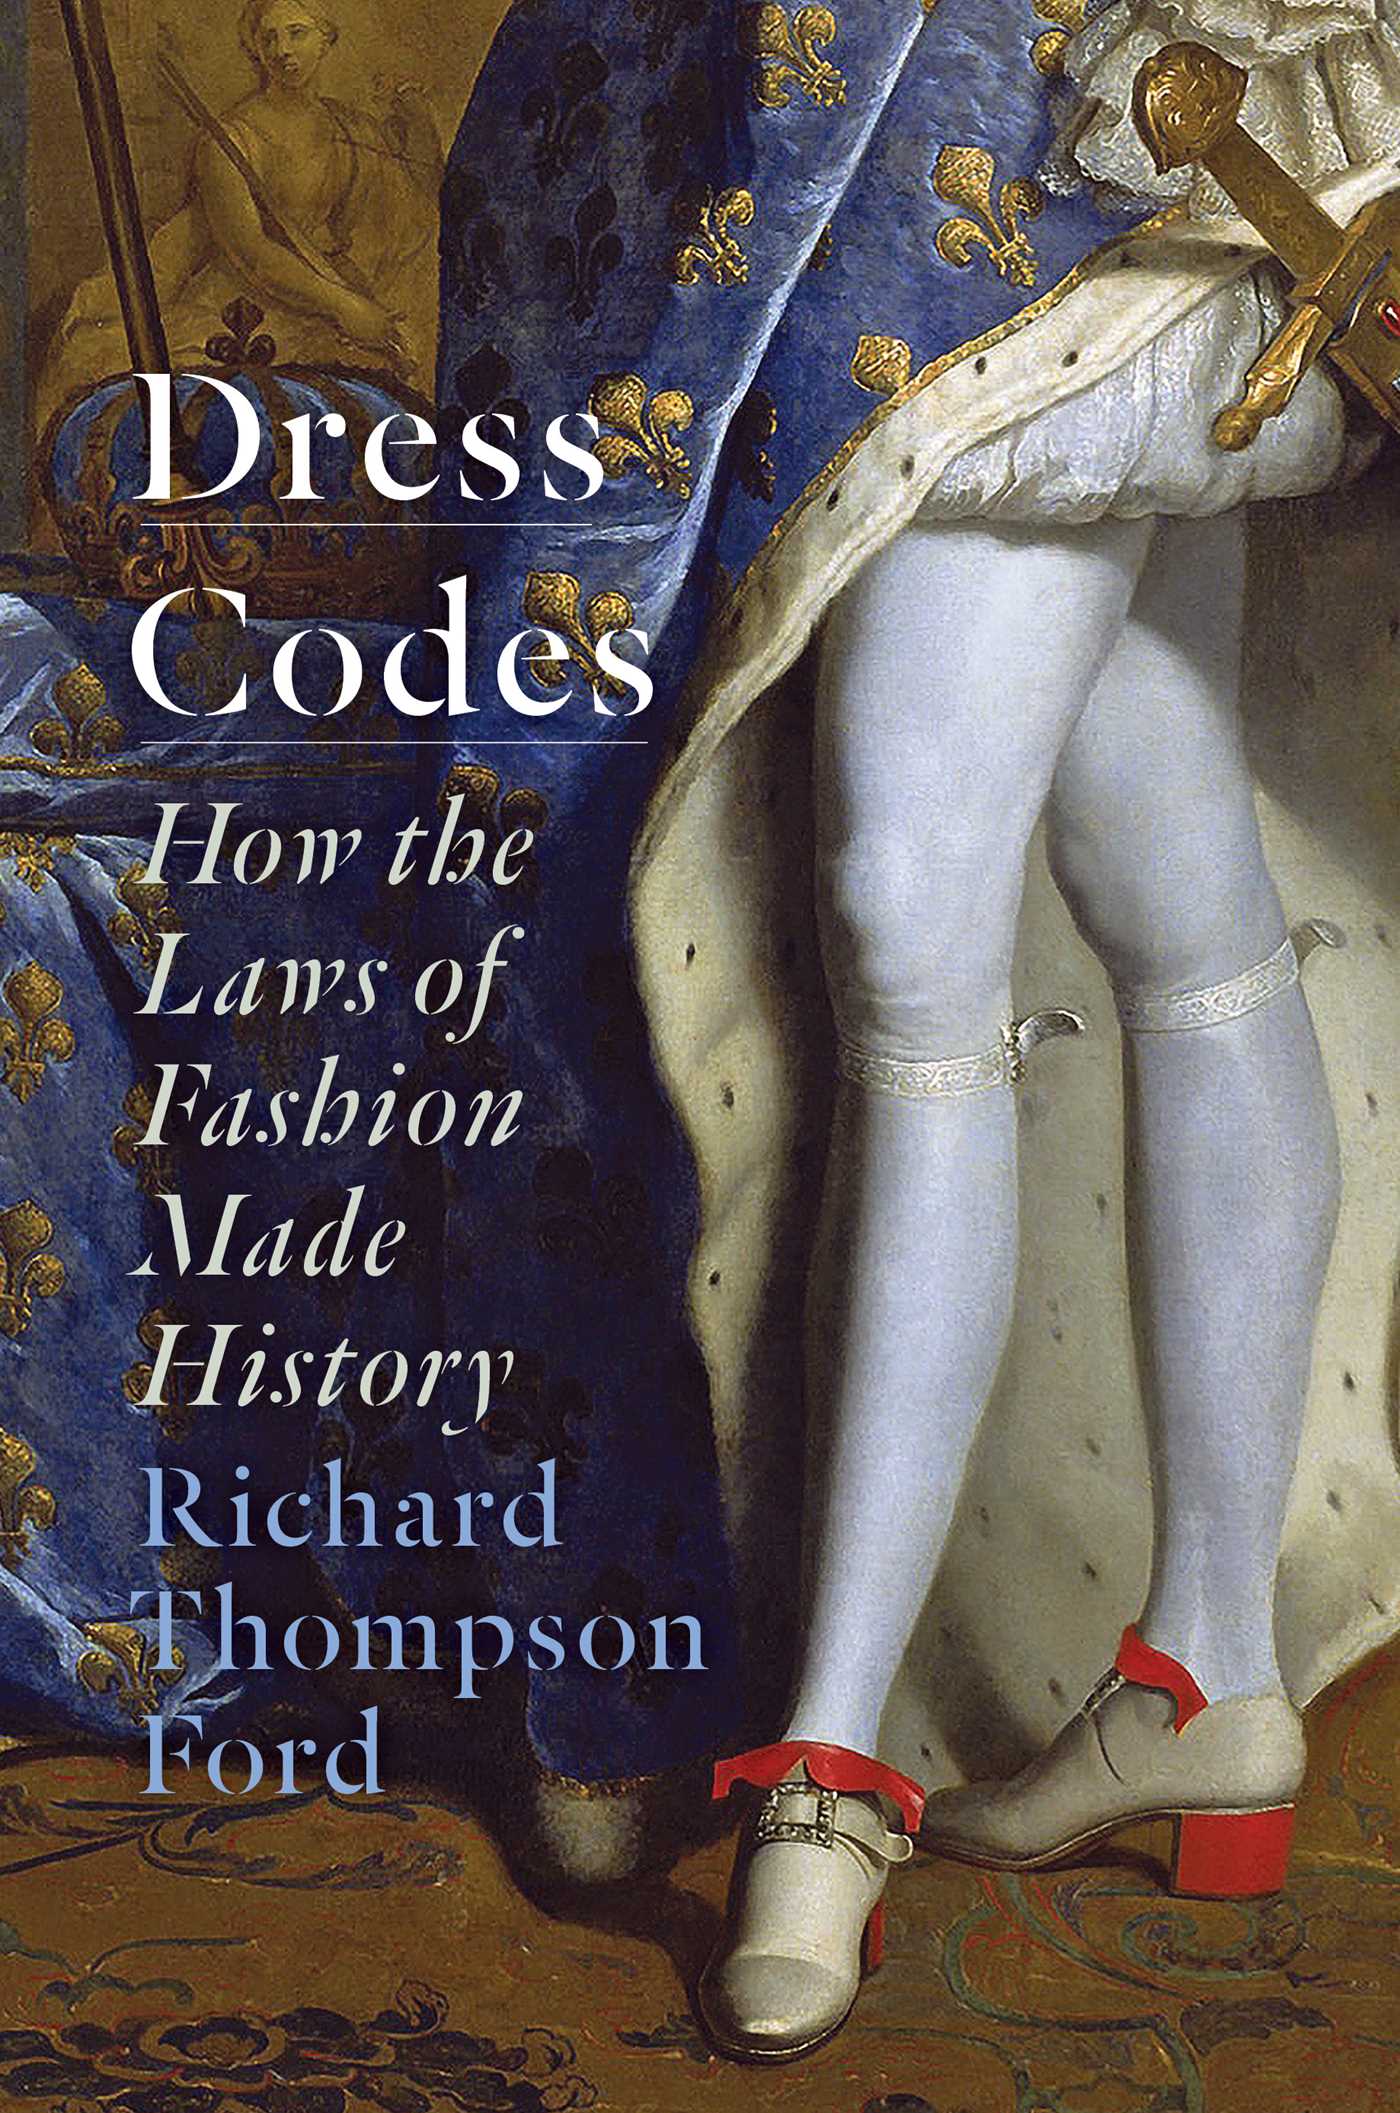 Dress
Codes
How the
Laws of
Fashion
Made
History
Richard
Thompson
Ford